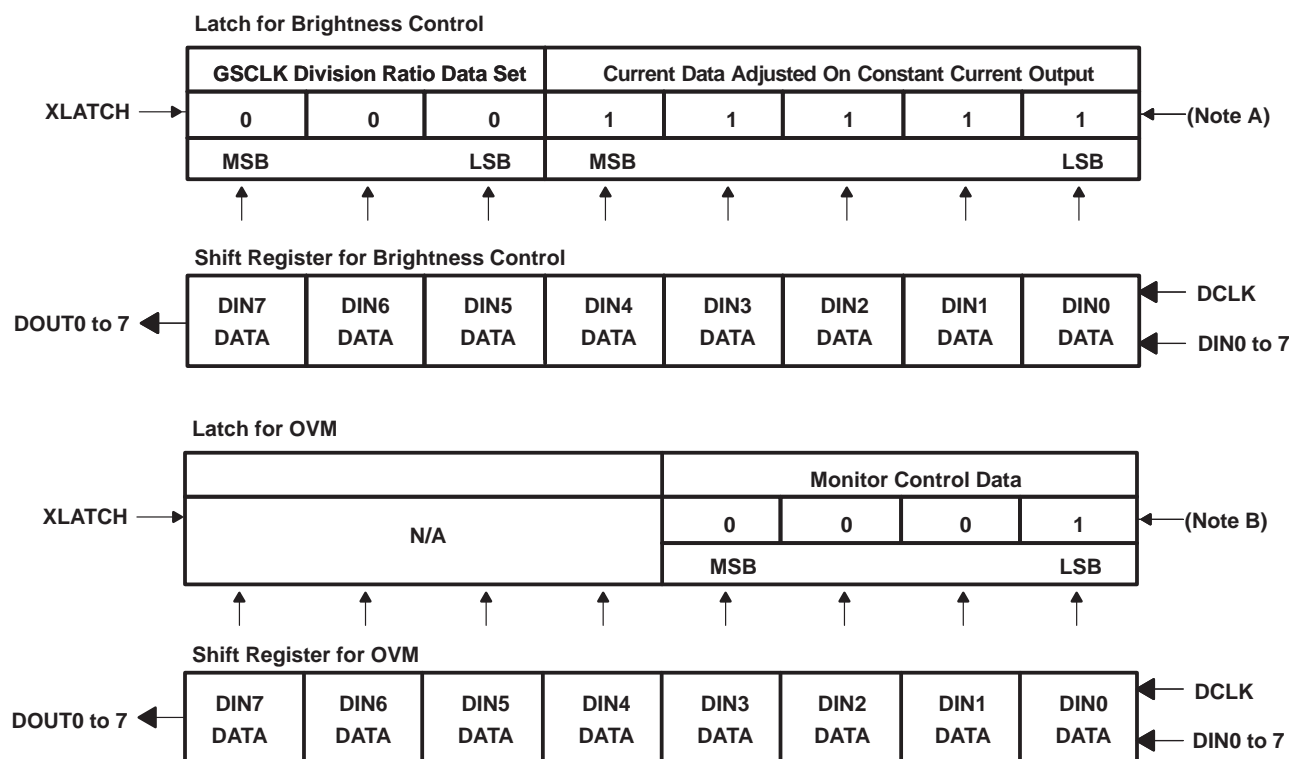 Latch for Brightness Control
GSCLK Division Ratio Data Set Current Data Adjusted On Constant Current Output
XLATCH 0 0 0 1 1 1 1 1 (Note A)
MSB LSB MSB LSB
Shift Register for Brightness Control
DOUT0 to 7 DIN7 DATA DIN6 DATA DIN5 DATA DIN4 DATA DIN3 DATA DIN2 DATA DIN1 DATA DIN0 DATA DCLK
DIN0 to 7
Latch for OVM
Monitor Control Data
XLATCH N/A 0 0 0 1 (Note B)
MSB LSB
Shift Register for OVM
DOUT0 to 7 DIN7 DATA DIN6 DATA DIN5 DATA DIN4 DATA DIN3 DATA DIN2 DATA DIN1 DATA DIN0 DATA DCLK
DIN0 to 7